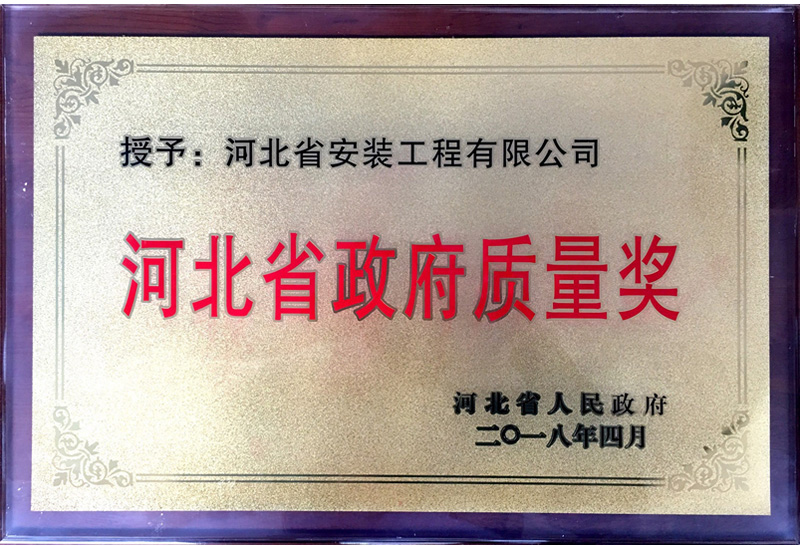 授予：河北省安装工程有限公司
河北省政府质量奖
河北省人民政府
二〇一八年四月